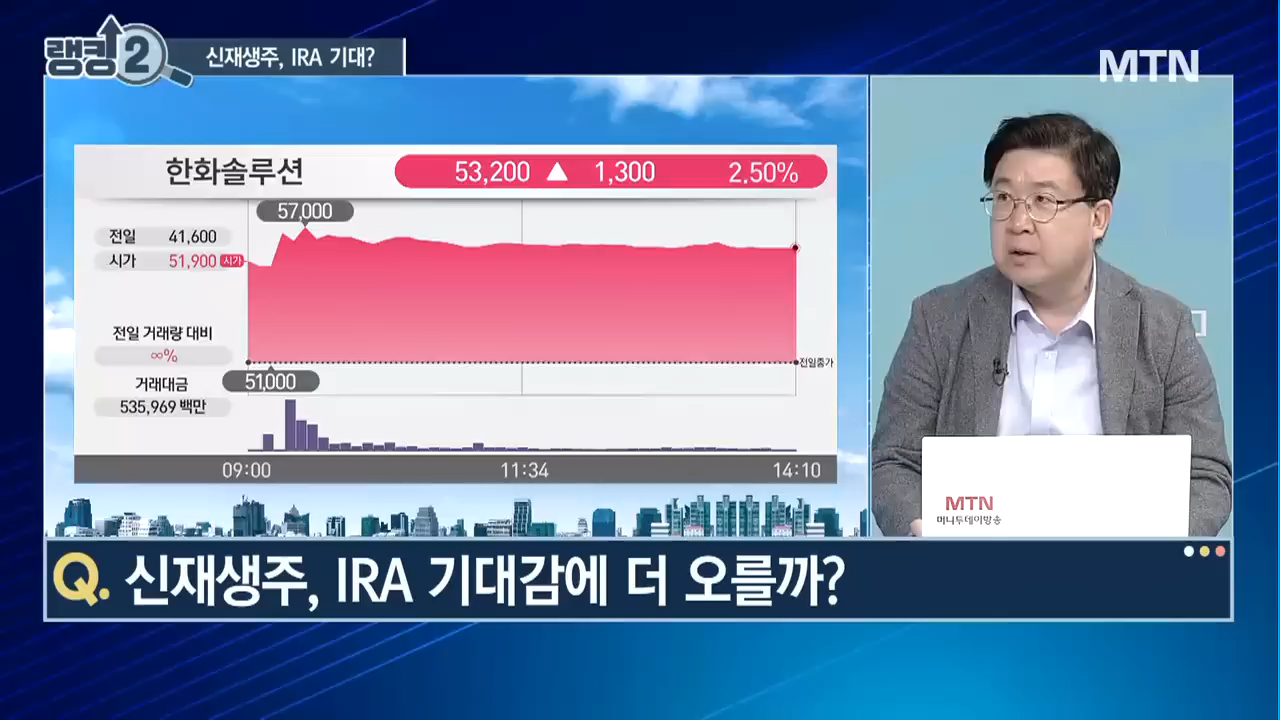 랭킹2
신재생주, IRA 기대?
MTN
한화솔루션
53,200 ▲ 1,300 2.50%
57,000
전일 41,600
시가 51,900 시가
전일 거래량 대비
∞%
전일종가
거래대금
51,000
535,969 백만
09:00 11:34 14:10
MTN
머니투데이방송
Q. 신재생주, IRA 기대감에 더 오를까?